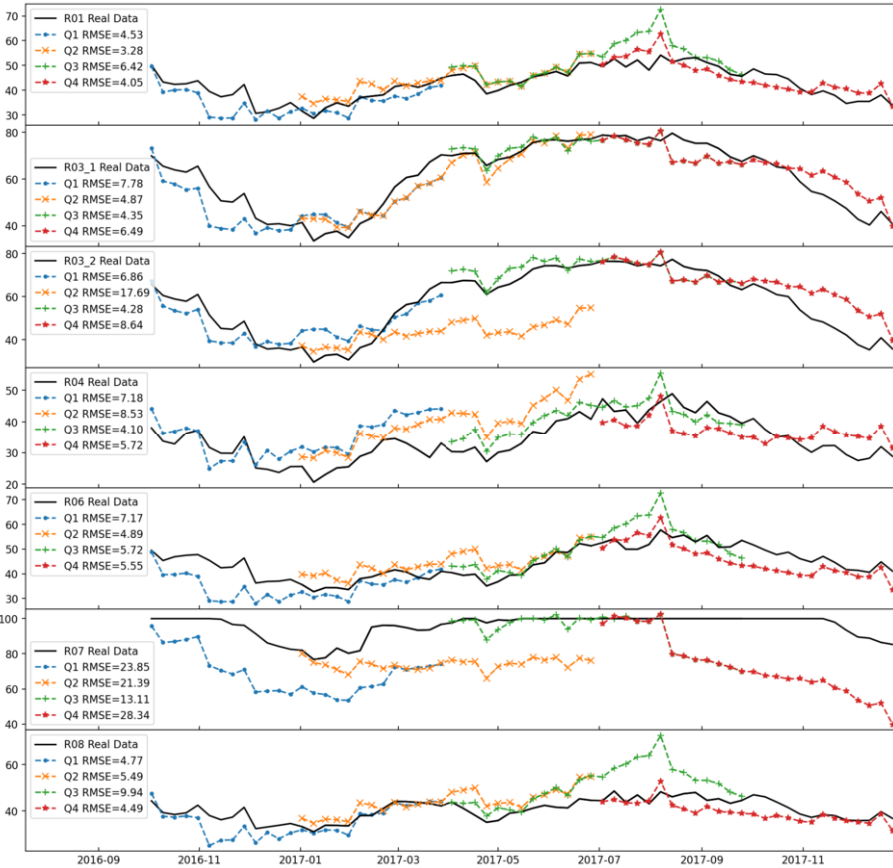 70
60
50
40
30
R01 Real Data
Q1 RMSE=4.53
Q2 RMSE=3.28
Q3 RMSE=6.42
Q4 RMSE=4.05
80
60
40
R03_1 Real Data
Q1 RMSE=7.78
Q2 RMSE=4.87
Q3 RMSE=4.35
Q4 RMSE=6.49
80
60
40
R03_2 Real Data
Q1 RMSE=6.86
Q2 RMSE=17.69
Q3 RMSE=4.28
Q4 RMSE=8.64
50
40
30
20
R04 Real Data
Q1 RMSE=7.18
Q2 RMSE=8.53
Q3 RMSE=4.10
Q4 RMSE=5.72
70
60
50
40
30
R06 Real Data
Q1 RMSE=7.17
Q2 RMSE=4.89
Q3 RMSE=5.72
Q4 RMSE=5.55
100
80
60
40
R07 Real Data
Q1 RMSE=23.85
Q2 RMSE=21.39
Q3 RMSE=13.11
Q4 RMSE=28.34
60
40
R08 Real Data
Q1 RMSE=4.77
Q2 RMSE=5.49
Q3 RMSE=9.94
Q4 RMSE=4.49
2016-09 2016-11 2017-01 2017-03 2017-05 2017-07 2017-09 2017-11